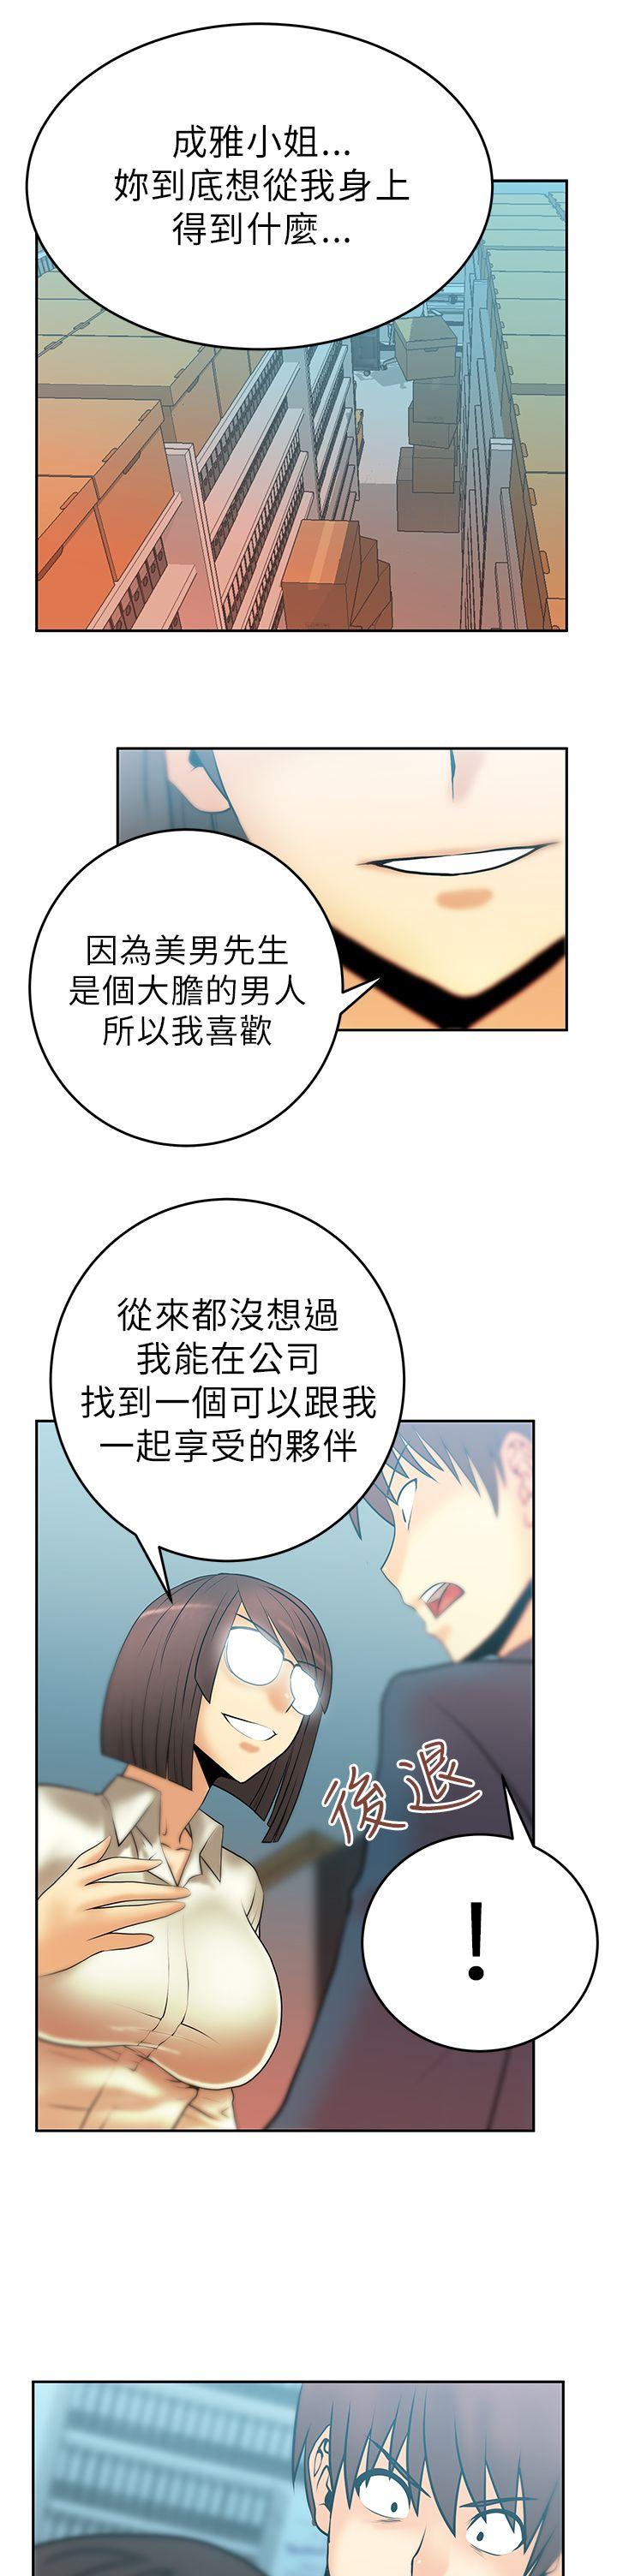 成雅小姐...
妳到底想從我身上
得到什麼...
因為美男先生
是個大膽的男人
所以我喜歡
從來都沒想過
我能在公司
找到一個可以跟我
一起享受的夥伴
後退
！